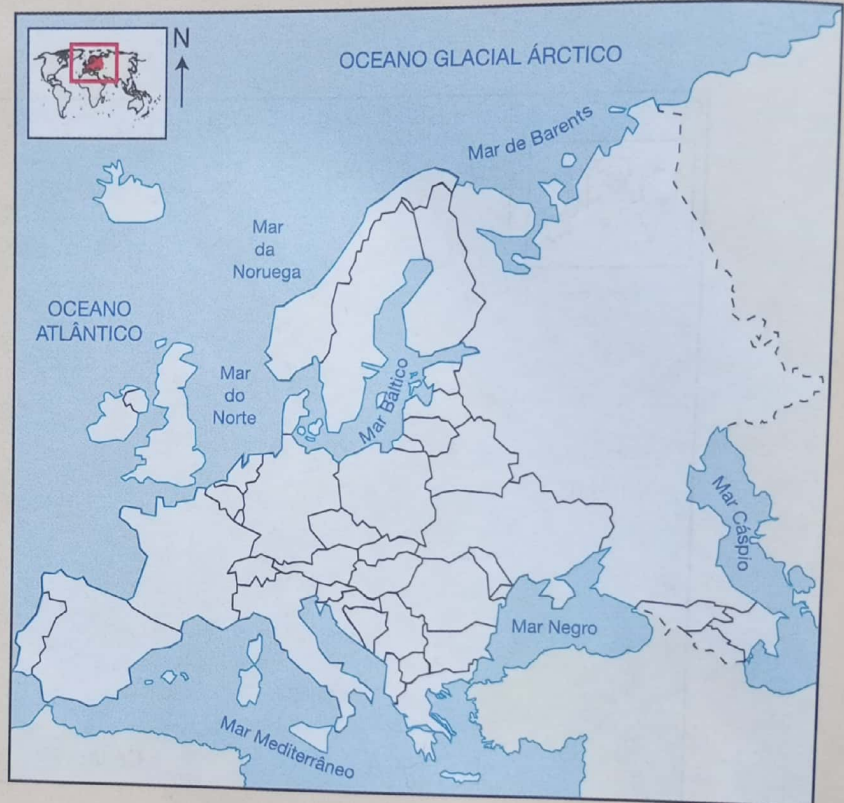 N
OCEANO GLACIAL ÁRCTICO
Mar de Barents
Mar
da
Noruega
OCEANO
ATLÂNTICO
Mar
do
Norte
Mar Báltico
Mar Cáspio
Mar Negro
Mar Mediterrâneo